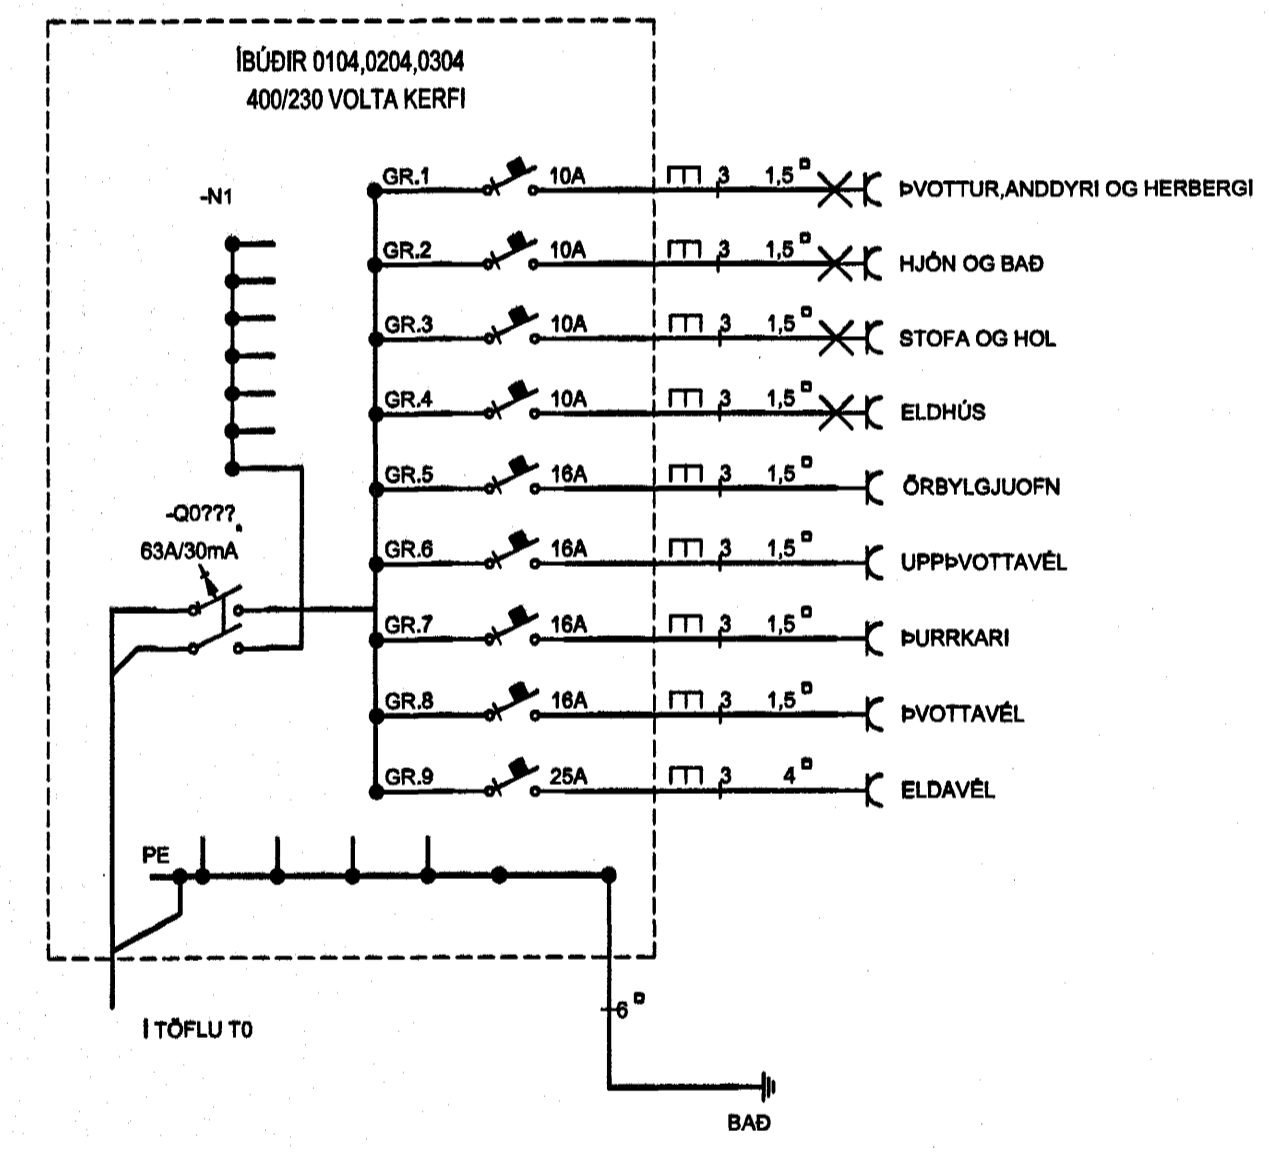 ÍBÚÐIR 0104,0204,0304
400/230 VOLTA KERFI
-N1
GR.1 10A 3 1,5 ÞVOTTUR,ANDDYRI OG HERBERGI
GR.2 10A 3 1,5 HJÓN OG BAÐ
GR.3 10A 3 1,5 STOFA OG HOL
GR.4 10A 3 1,5 ELDHÚS
GR.5 16A 3 1,5 ÖRBYLGJUOFN
-Q0???
63A/30mA
GR.6 16A 3 1,5 UPPÞVOTTAVÉL
GR.7 16A 3 1,5 ÞURRKARI
GR.8 16A 3 1,5 ÞVOTTAVÉL
GR.9 25A 3 4 ELDAVÉL
PE
6
Í TÖFLU T0
BAÐ